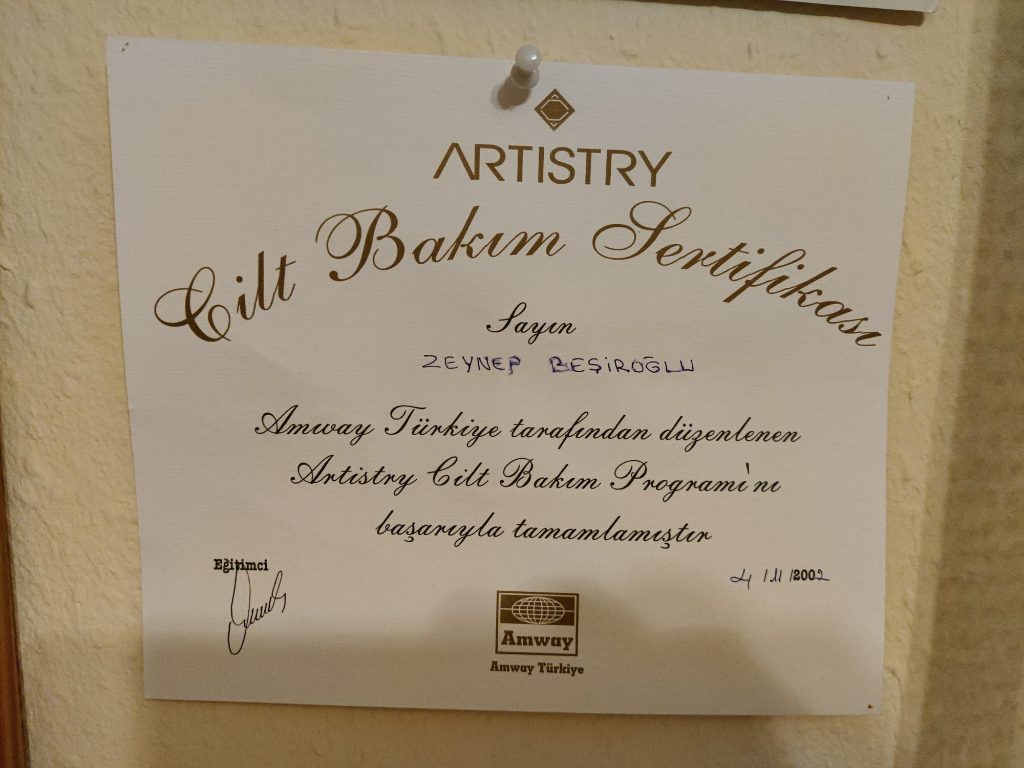 ARTISTRY
Cilt Bakım Sertifikası
Sayın
ZEYNEP BEŞİROĞLU
Amway Türkiye tarafından düzenlenen
Artistry Cilt Bakım Programı'nı
başarıyla tamamlamıştır
Eğitimci
4/11/2002
Amway
Amway Türkiye